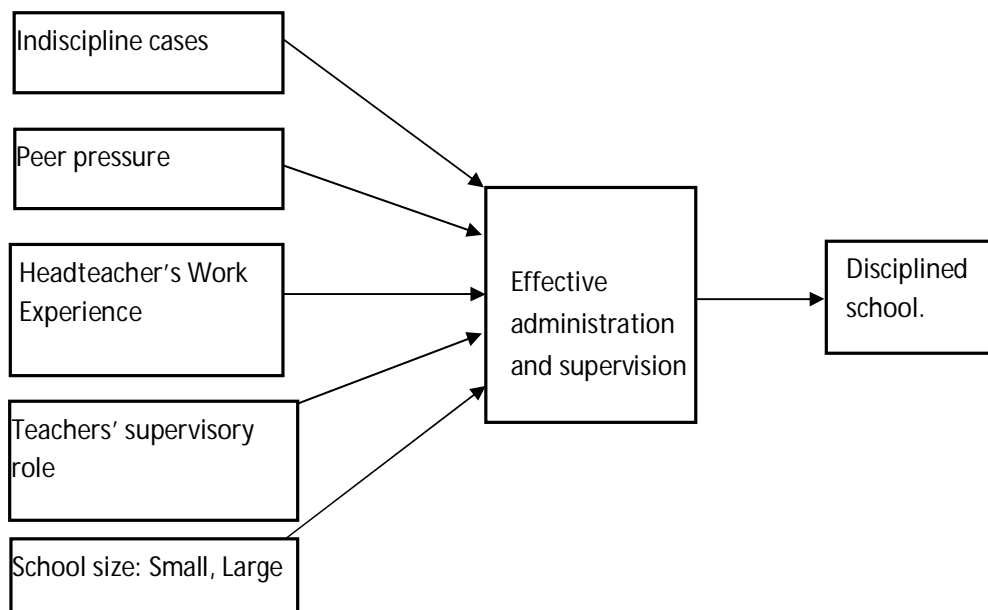 Indiscipline cases
Peer pressure
Headteacher’s Work
Experience
Teachers’ supervisory
role
School size: Small, Large
Effective
administration
and supervision
Disciplined
school.